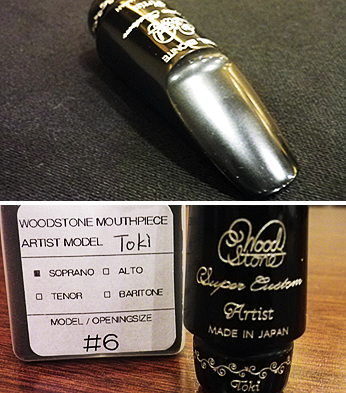 WOODSTONE MOUTHPIECE
ARTIST MODEL Toki
SOPRANO ALTO
TENOR BARITONE
MODEL / OPENINGSIZE
#6
Wood
Stone
Super Custom
Artist
MADE IN JAPAN
Toki